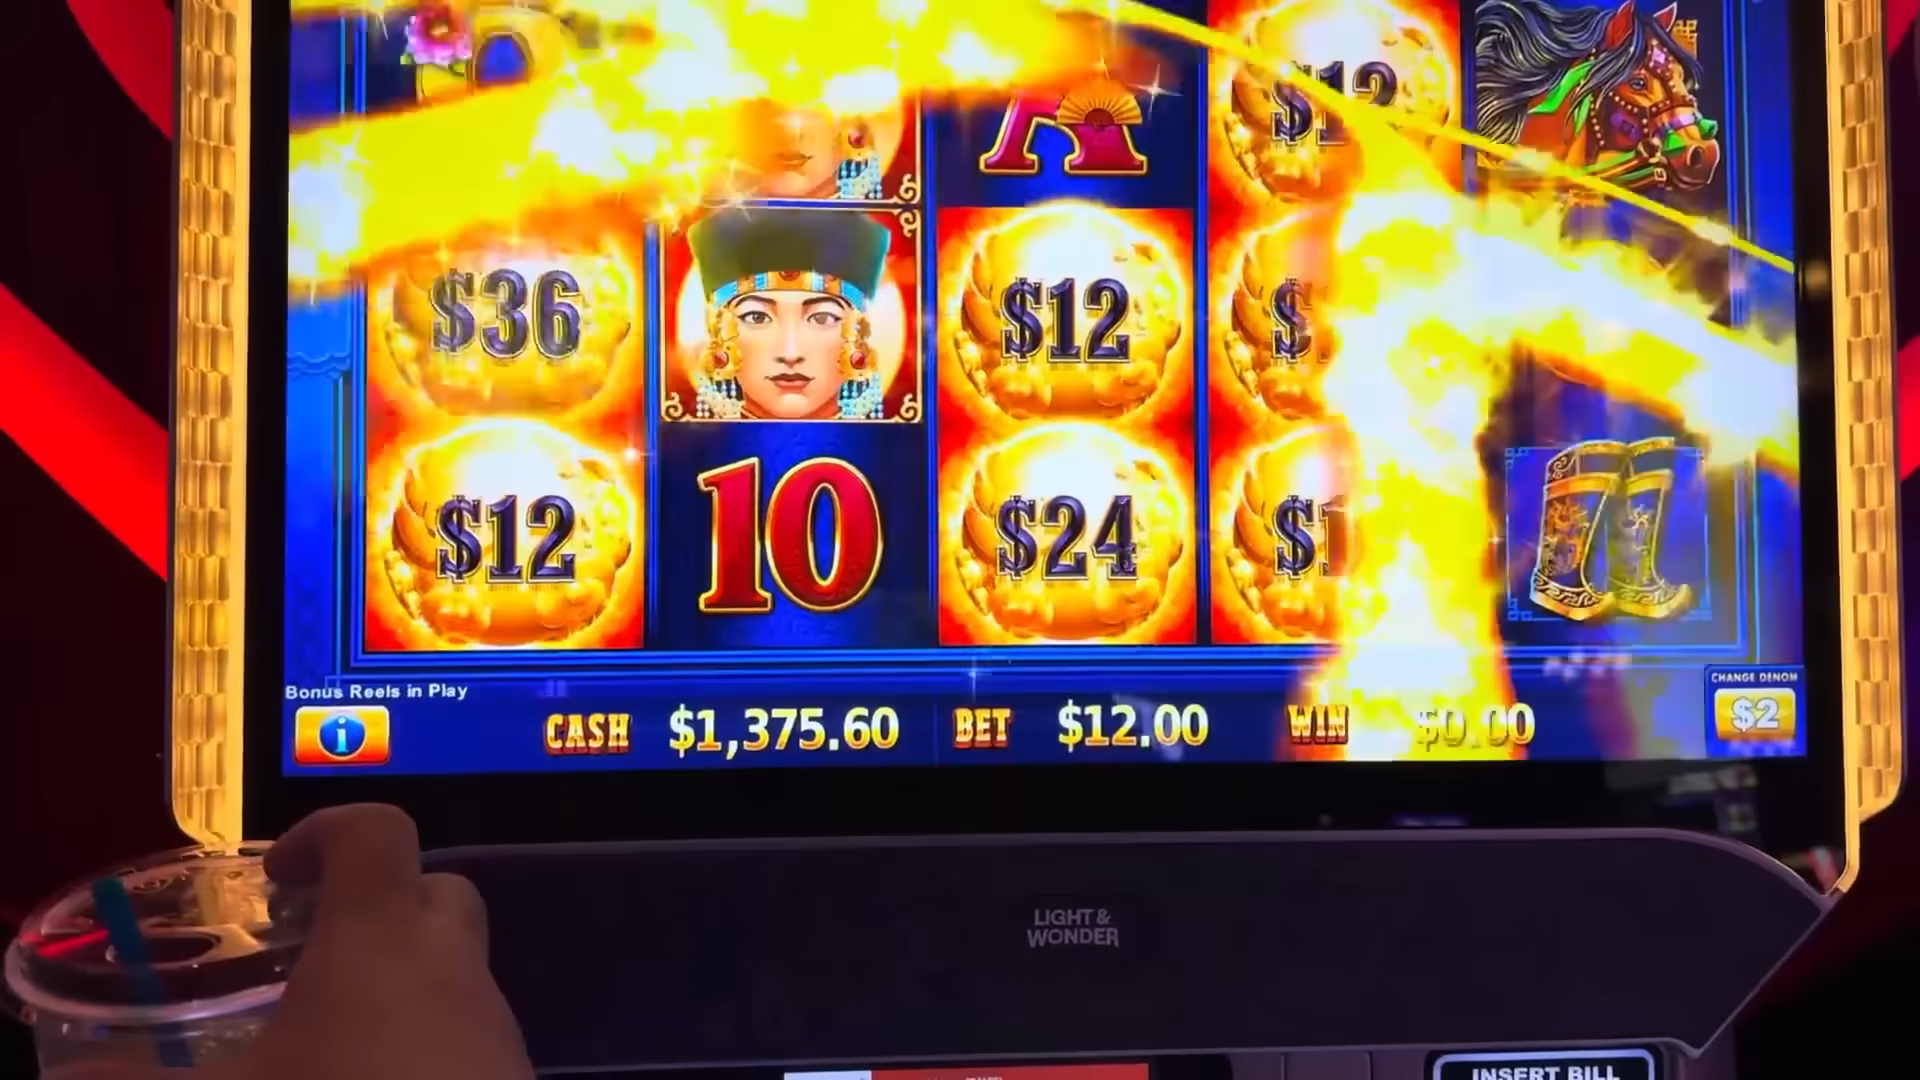 $12
A
$36
$12
$12
10
$24
Bonus Reels in Play
CASH $1,375.60 BET $12.00 WIN $0.00
CHANGE DENOM
$2
LIGHT &
WONDER
INSERT BILL